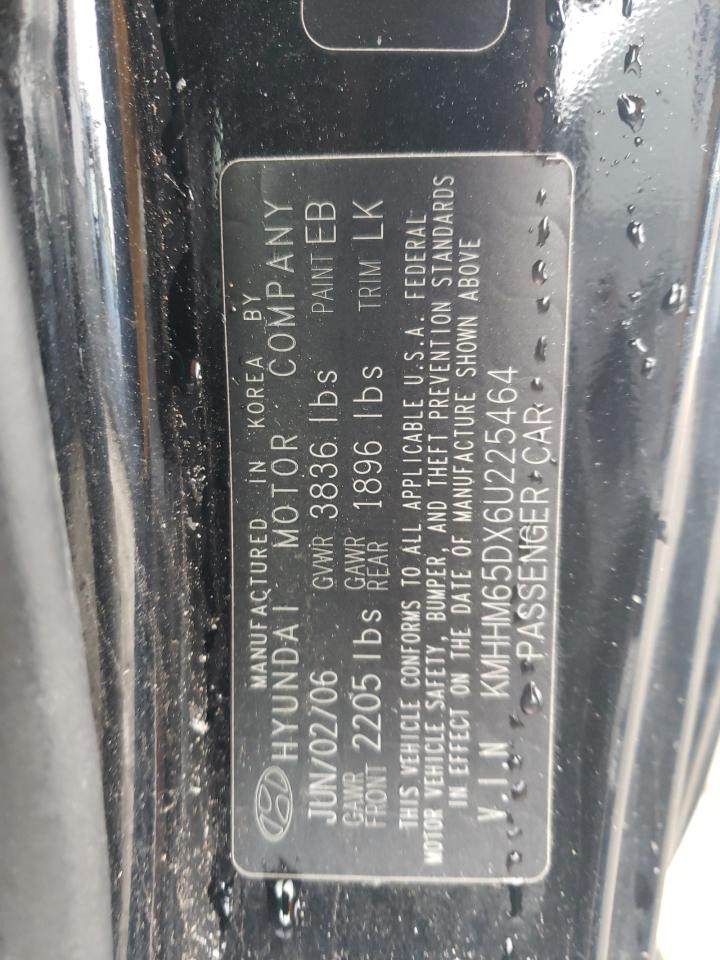 MANUFACTURED IN KOREA BY
HYUNDAI MOTOR COMPANY
JUN/02/06 GVWR 3836 lbs PAINT EB
GAWR FRONT 2205 lbs GAWR REAR 1896 lbs TRIM LK
THIS VEHICLE CONFORMS TO ALL APPLICABLE U.S.A. FEDERAL
MOTOR VEHICLE SAFETY, BUMPER, AND THEFT PREVENTION STANDARDS
IN EFFECT ON THE DATE OF MANUFACTURE SHOWN ABOVE
V.I.N KMHHM65DX6U225464
PASSENGER CAR